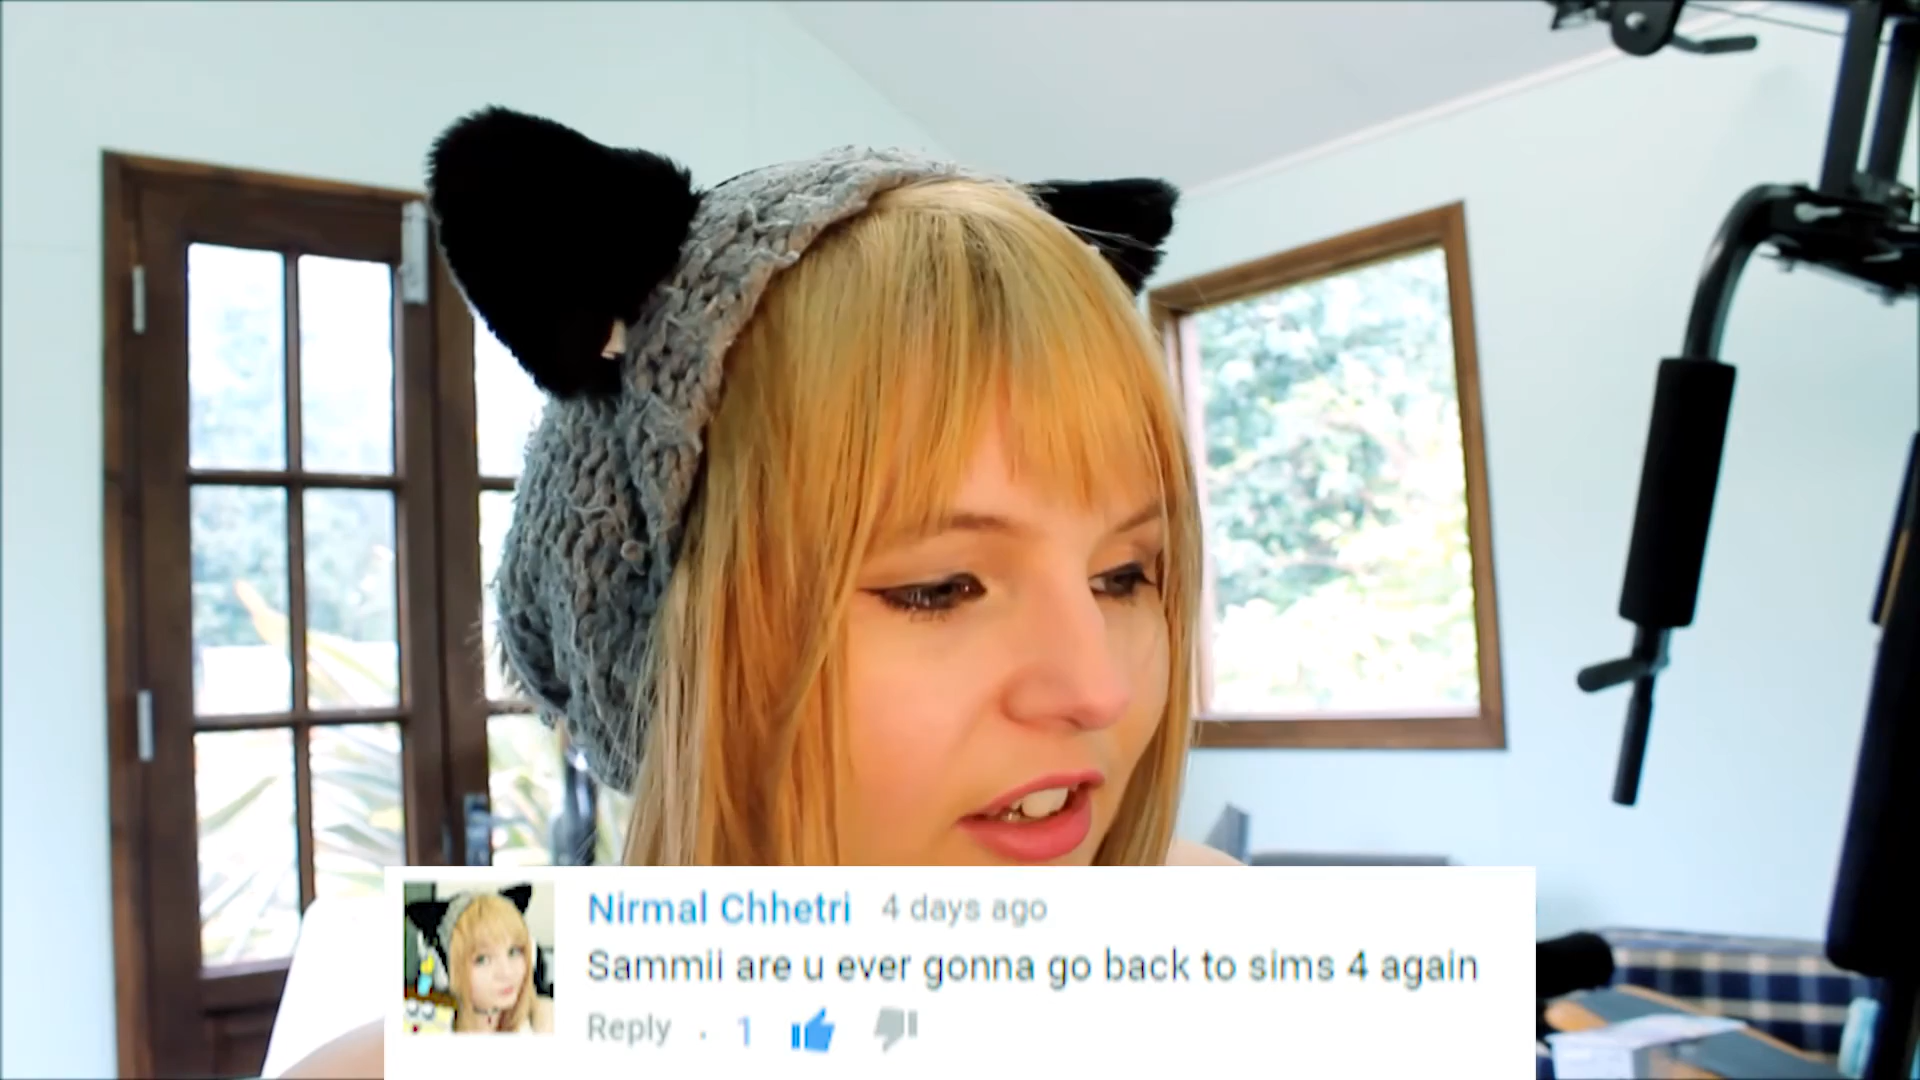 Nirmal Chhetri 4 days ago
Sammii are u ever gonna go back to sims 4 again
Reply . 1